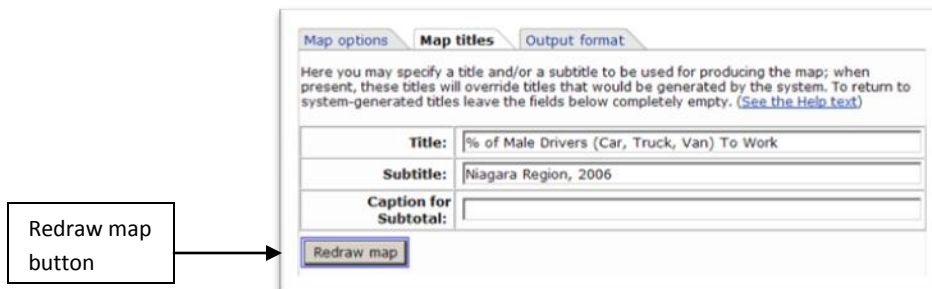 Map options Map titles Output format
Here you may specify a title and/or a subtitle to be used for producing the map; when
present, these titles will override titles that would be generated by the system. To return to
system-generated titles leave the fields below completely empty. (See the Help text)
Title: % of Male Drivers (Car, Truck, Van) To Work
Subtitle: Niagara Region, 2006
Caption for
Subtotal:
Redraw map
Redraw map
button